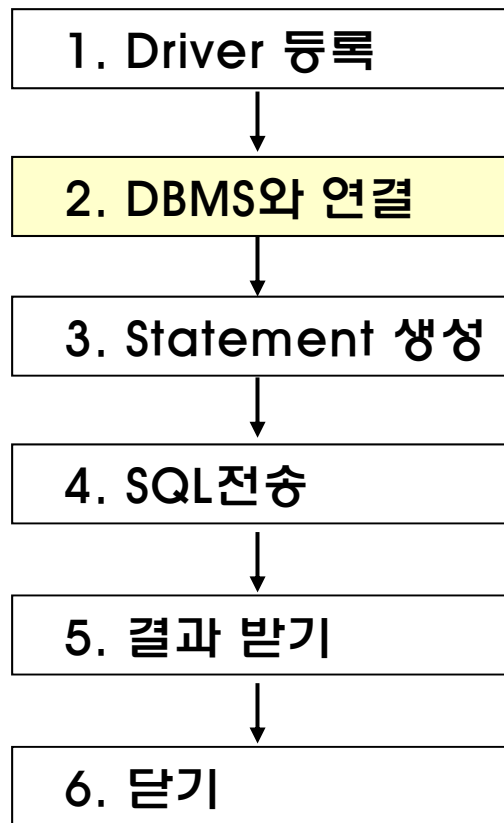 1. Driver 등록
2. DBMS와 연결
3. Statement 생성
4. SQL전송
5. 결과 받기
6. 닫기